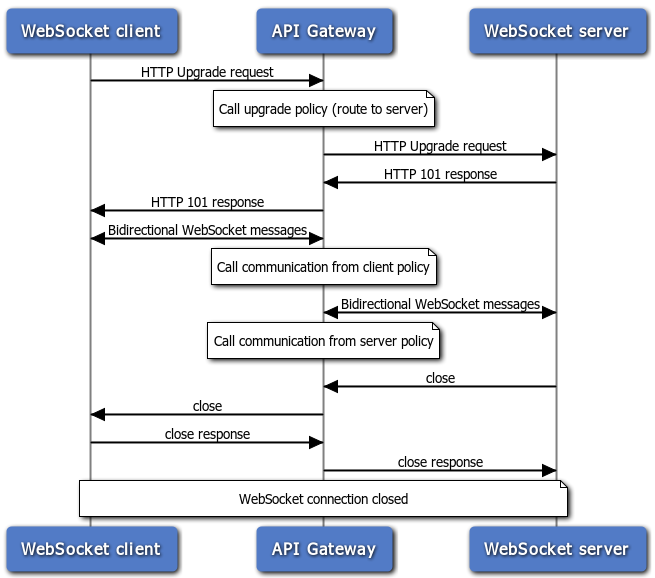 WebSocket client
API Gateway
WebSocket server
HTTP Upgrade request
Call upgrade policy (route to server)
HTTP Upgrade request
HTTP 101 response
HTTP 101 response
Bidirectional WebSocket messages
Call communication from client policy
Bidirectional WebSocket messages
Call communication from server policy
close
close
close response
close response
WebSocket connection closed
WebSocket client
API Gateway
WebSocket server